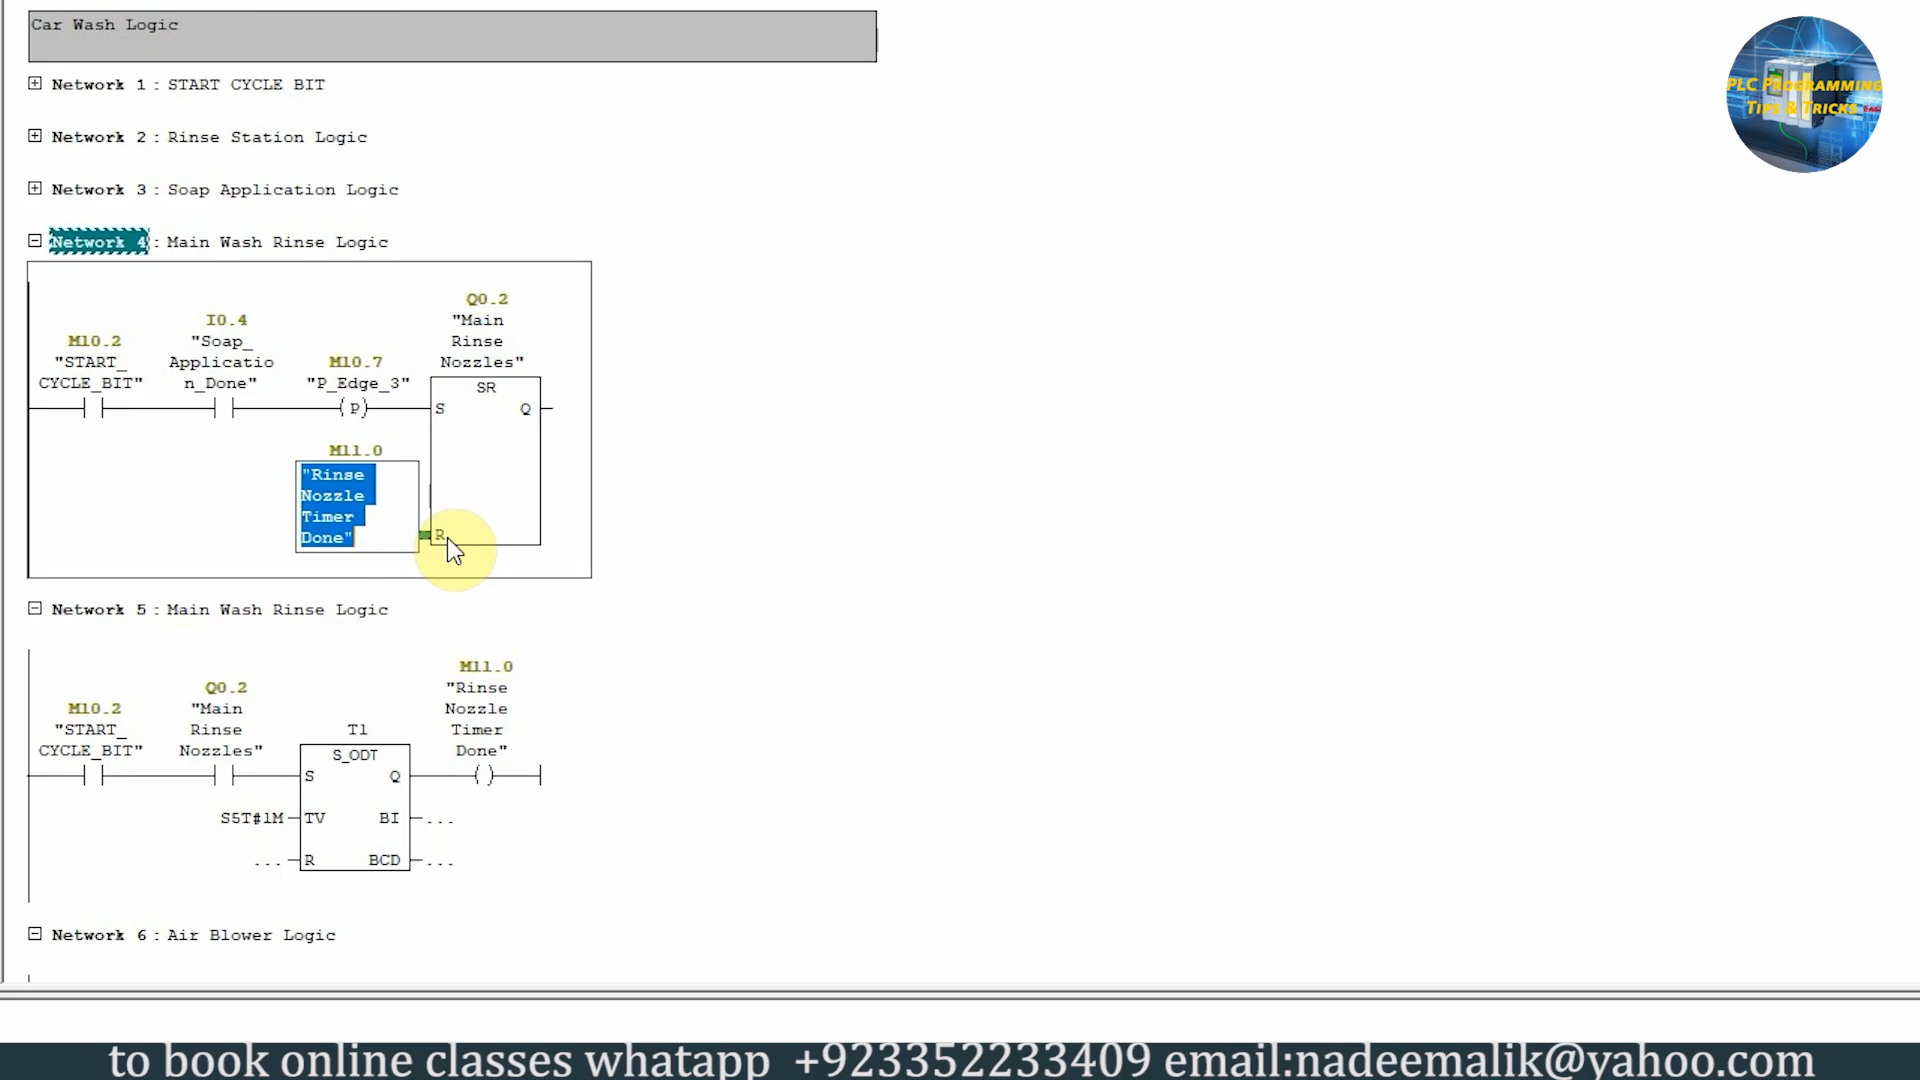 Car Wash Logic
PLC PROGRAMMING
TIPS & TRICKS
Network 1 : START CYCLE BIT
Network 2 : Rinse Station Logic
Network 3 : Soap Application Logic
Network 4 : Main Wash Rinse Logic
Q0.2
I0.4 "Main
M10.2 "Soap_ Rinse
"START_ Applicatio M10.7 Nozzles"
CYCLE_BIT" n_Done" "P_Edge_3" SR
P S Q
M11.0
"Rinse
Nozzle
Timer
Done" R
Network 5 : Main Wash Rinse Logic
M11.0
Q0.2 "Rinse
M10.2 "Main Nozzle
"START_ Rinse T1 Timer
CYCLE_BIT" Nozzles" S_ODT Done"
S Q
S5T#1M TV BI ...
... R BCD ...
Network 6 : Air Blower Logic
to book online classes whatapp +923352233409 email:nadeemalik@yahoo.com